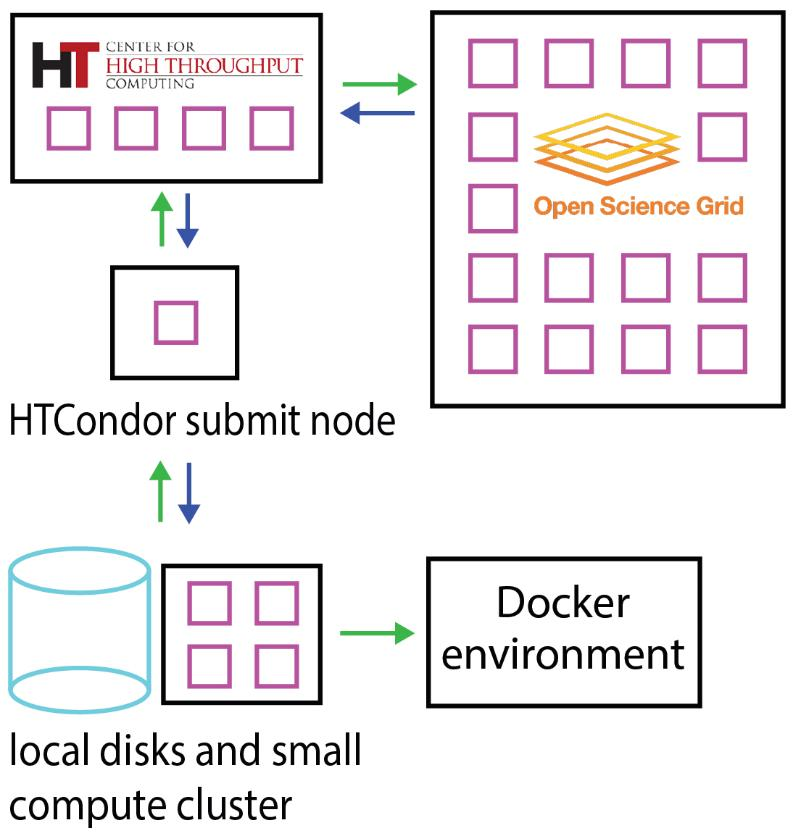 HT
CENTER FOR
HIGH THROUGHPUT
COMPUTING
Open Science Grid
HTCondor submit node
Docker
environment
local disks and small
compute cluster